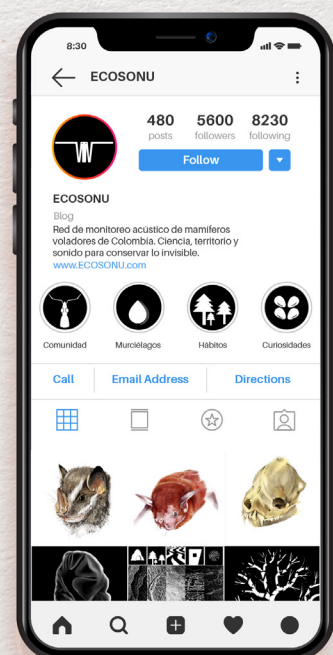 8:30
ECOSONU
480 5600 8230
posts followers following
Follow
ECOSONU
Blog
Red de monitoreo acústico de mamiferos
voladores de Colombia. Ciencia, territorio y
sonido para conservar lo invisible.
www.ECOSONU.com
Comunidad Murciélagos Hábitos Curiosidades
Call Email Address Directions